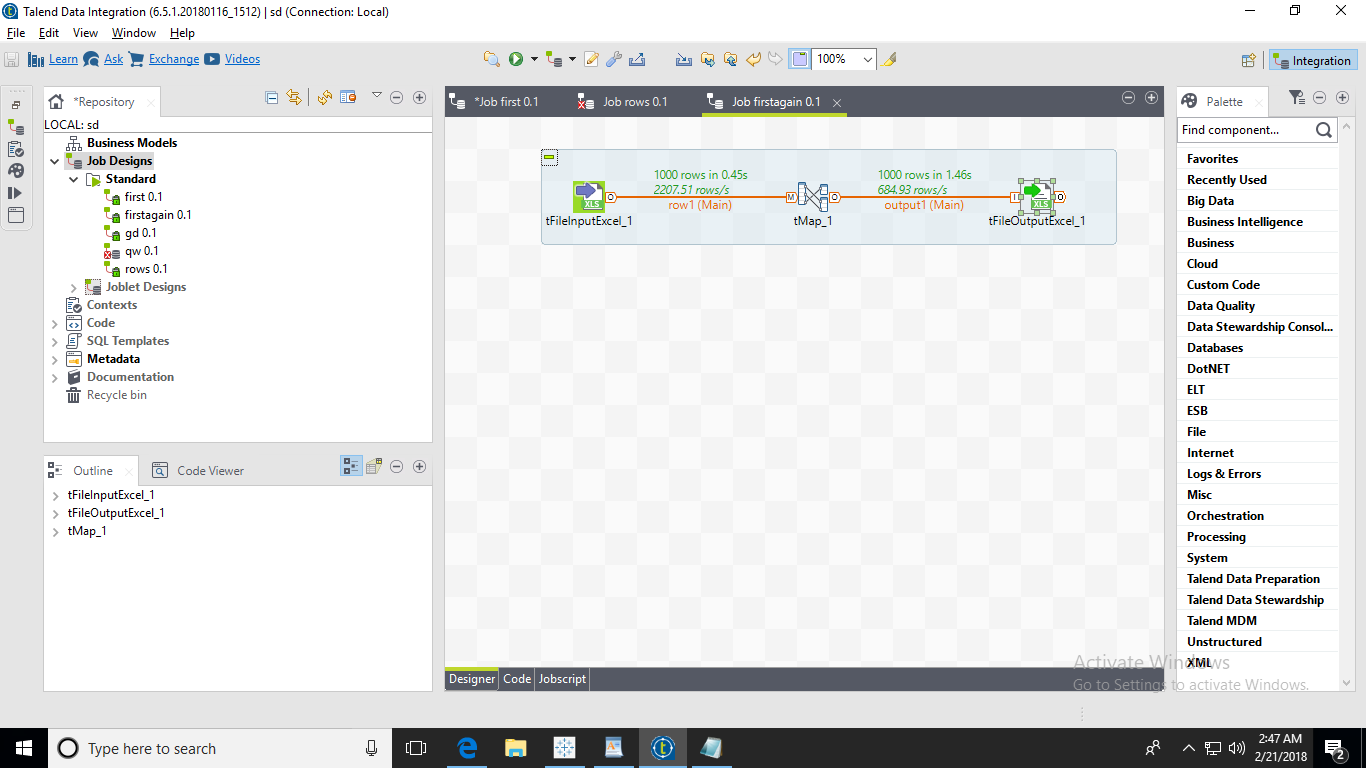 Talend Data Integration (6.5.1.20180116_1512) | sd (Connection: Local)
File Edit View Window Help
Learn Ask Exchange Videos
100%
Integration
*Repository
LOCAL: sd
Business Models
Job Designs
Standard
first 0.1
firstagain 0.1
gd 0.1
qw 0.1
rows 0.1
Joblet Designs
Contexts
Code
SQL Templates
Metadata
Documentation
Recycle bin
Outline
Code Viewer
tFileInputExcel_1
tFileOutputExcel_1
tMap_1
*Job first 0.1
Job rows 0.1
Job firstagain 0.1
1000 rows in 0.45s
2207.51 rows/s
row1 (Main)
1000 rows in 1.46s
684.93 rows/s
output1 (Main)
XLS
O
M
O
I
XLS
O
tFileInputExcel_1
tMap_1
tFileOutputExcel_1
Designer
Code
Jobscript
Palette
Find component...
Favorites
Recently Used
Big Data
Business Intelligence
Business
Cloud
Custom Code
Data Quality
Data Stewardship Consol...
Databases
DotNET
ELT
ESB
File
Internet
Logs & Errors
Misc
Orchestration
Processing
System
Talend Data Preparation
Talend Data Stewardship
Talend MDM
Unstructured
XML
Activate Windows
Go to Settings to activate Windows.
Type here to search
2:47 AM
2/21/2018
2